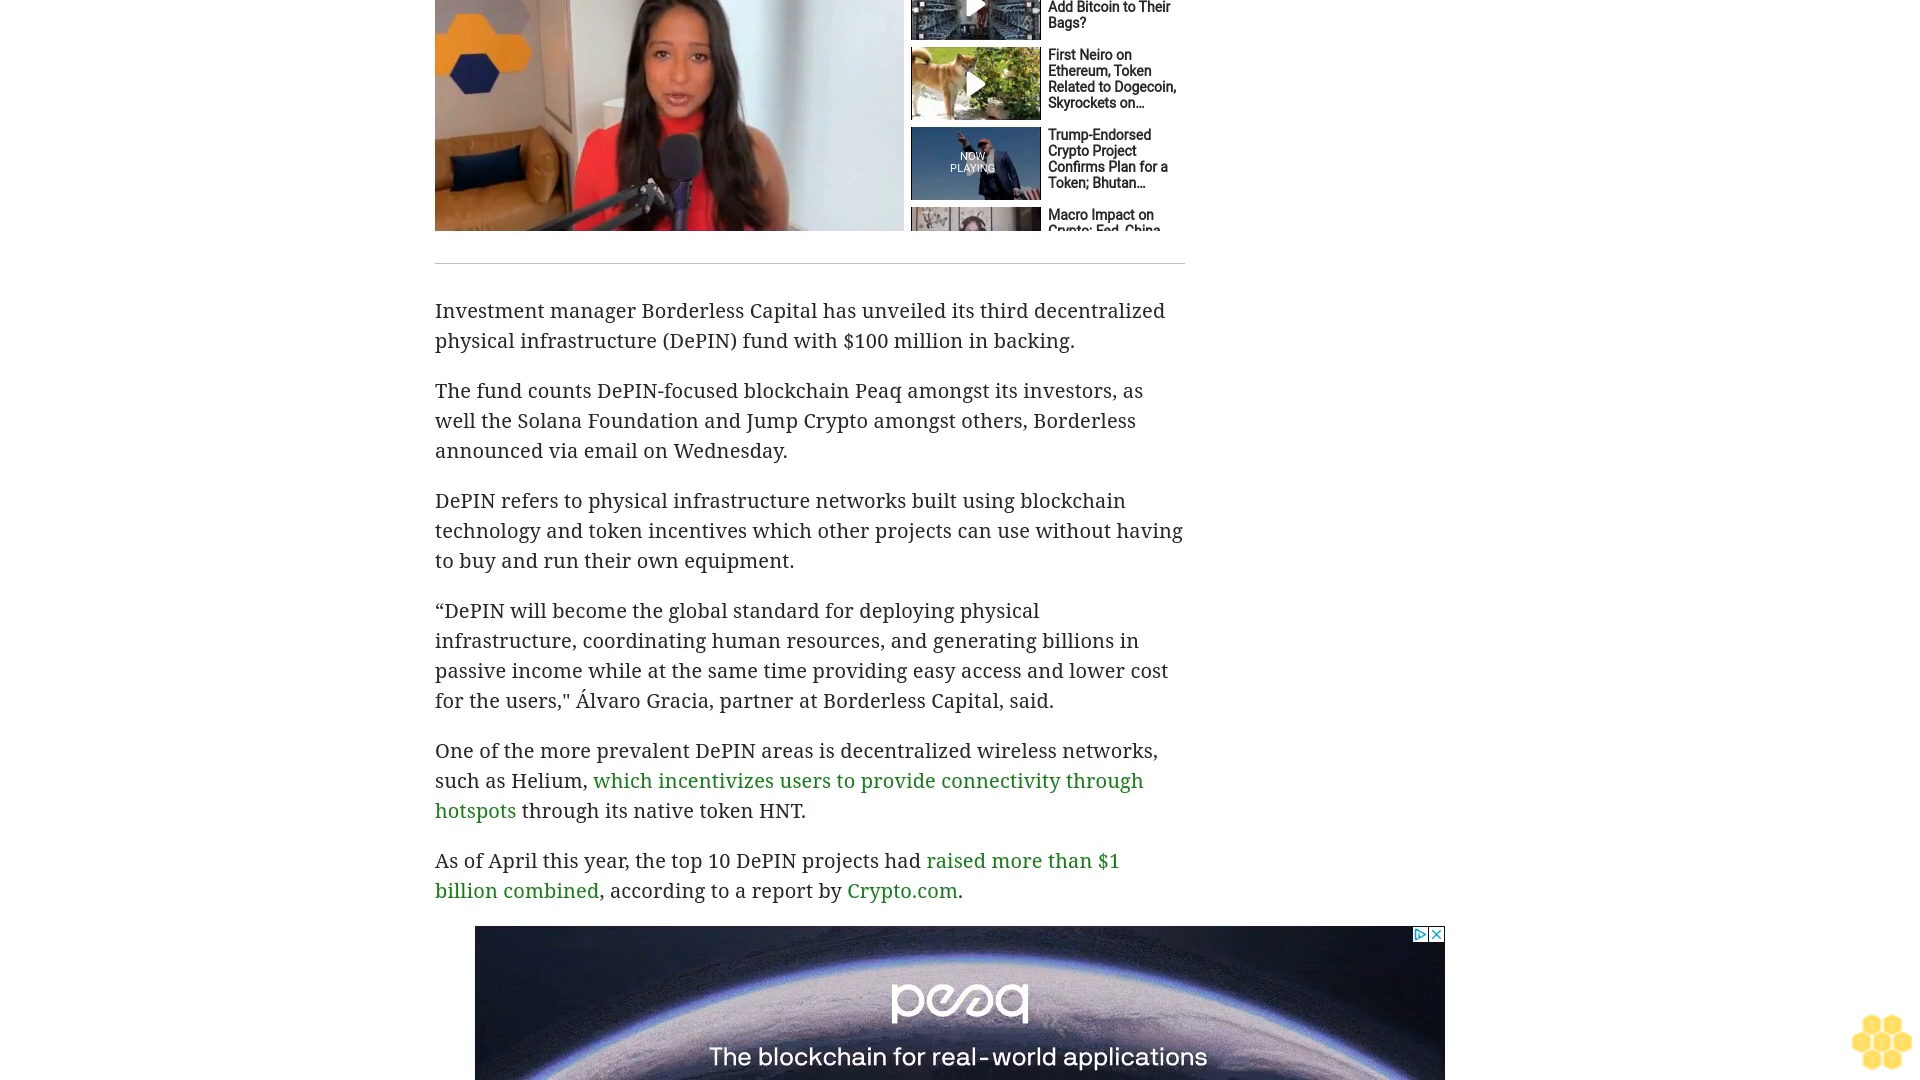 Add Bitcoin to Their
Bags?
First Neiro on
Ethereum, Token
Related to Dogecoin,
Skyrockets on...
NOW
PLAYING
Trump-Endorsed
Crypto Project
Confirms Plan for a
Token; Bhutan...
Macro Impact on
Crypto: Fed, China
Investment manager Borderless Capital has unveiled its third decentralized
physical infrastructure (DePIN) fund with $100 million in backing.
The fund counts DePIN-focused blockchain Peaq amongst its investors, as
well the Solana Foundation and Jump Crypto amongst others, Borderless
announced via email on Wednesday.
DePIN refers to physical infrastructure networks built using blockchain
technology and token incentives which other projects can use without having
to buy and run their own equipment.
“DePIN will become the global standard for deploying physical
infrastructure, coordinating human resources, and generating billions in
passive income while at the same time providing easy access and lower cost
for the users," Álvaro Gracia, partner at Borderless Capital, said.
One of the more prevalent DePIN areas is decentralized wireless networks,
such as Helium, which incentivizes users to provide connectivity through
hotspots through its native token HNT.
As of April this year, the top 10 DePIN projects had raised more than $1
billion combined, according to a report by Crypto.com.
peaq
The blockchain for real-world applications